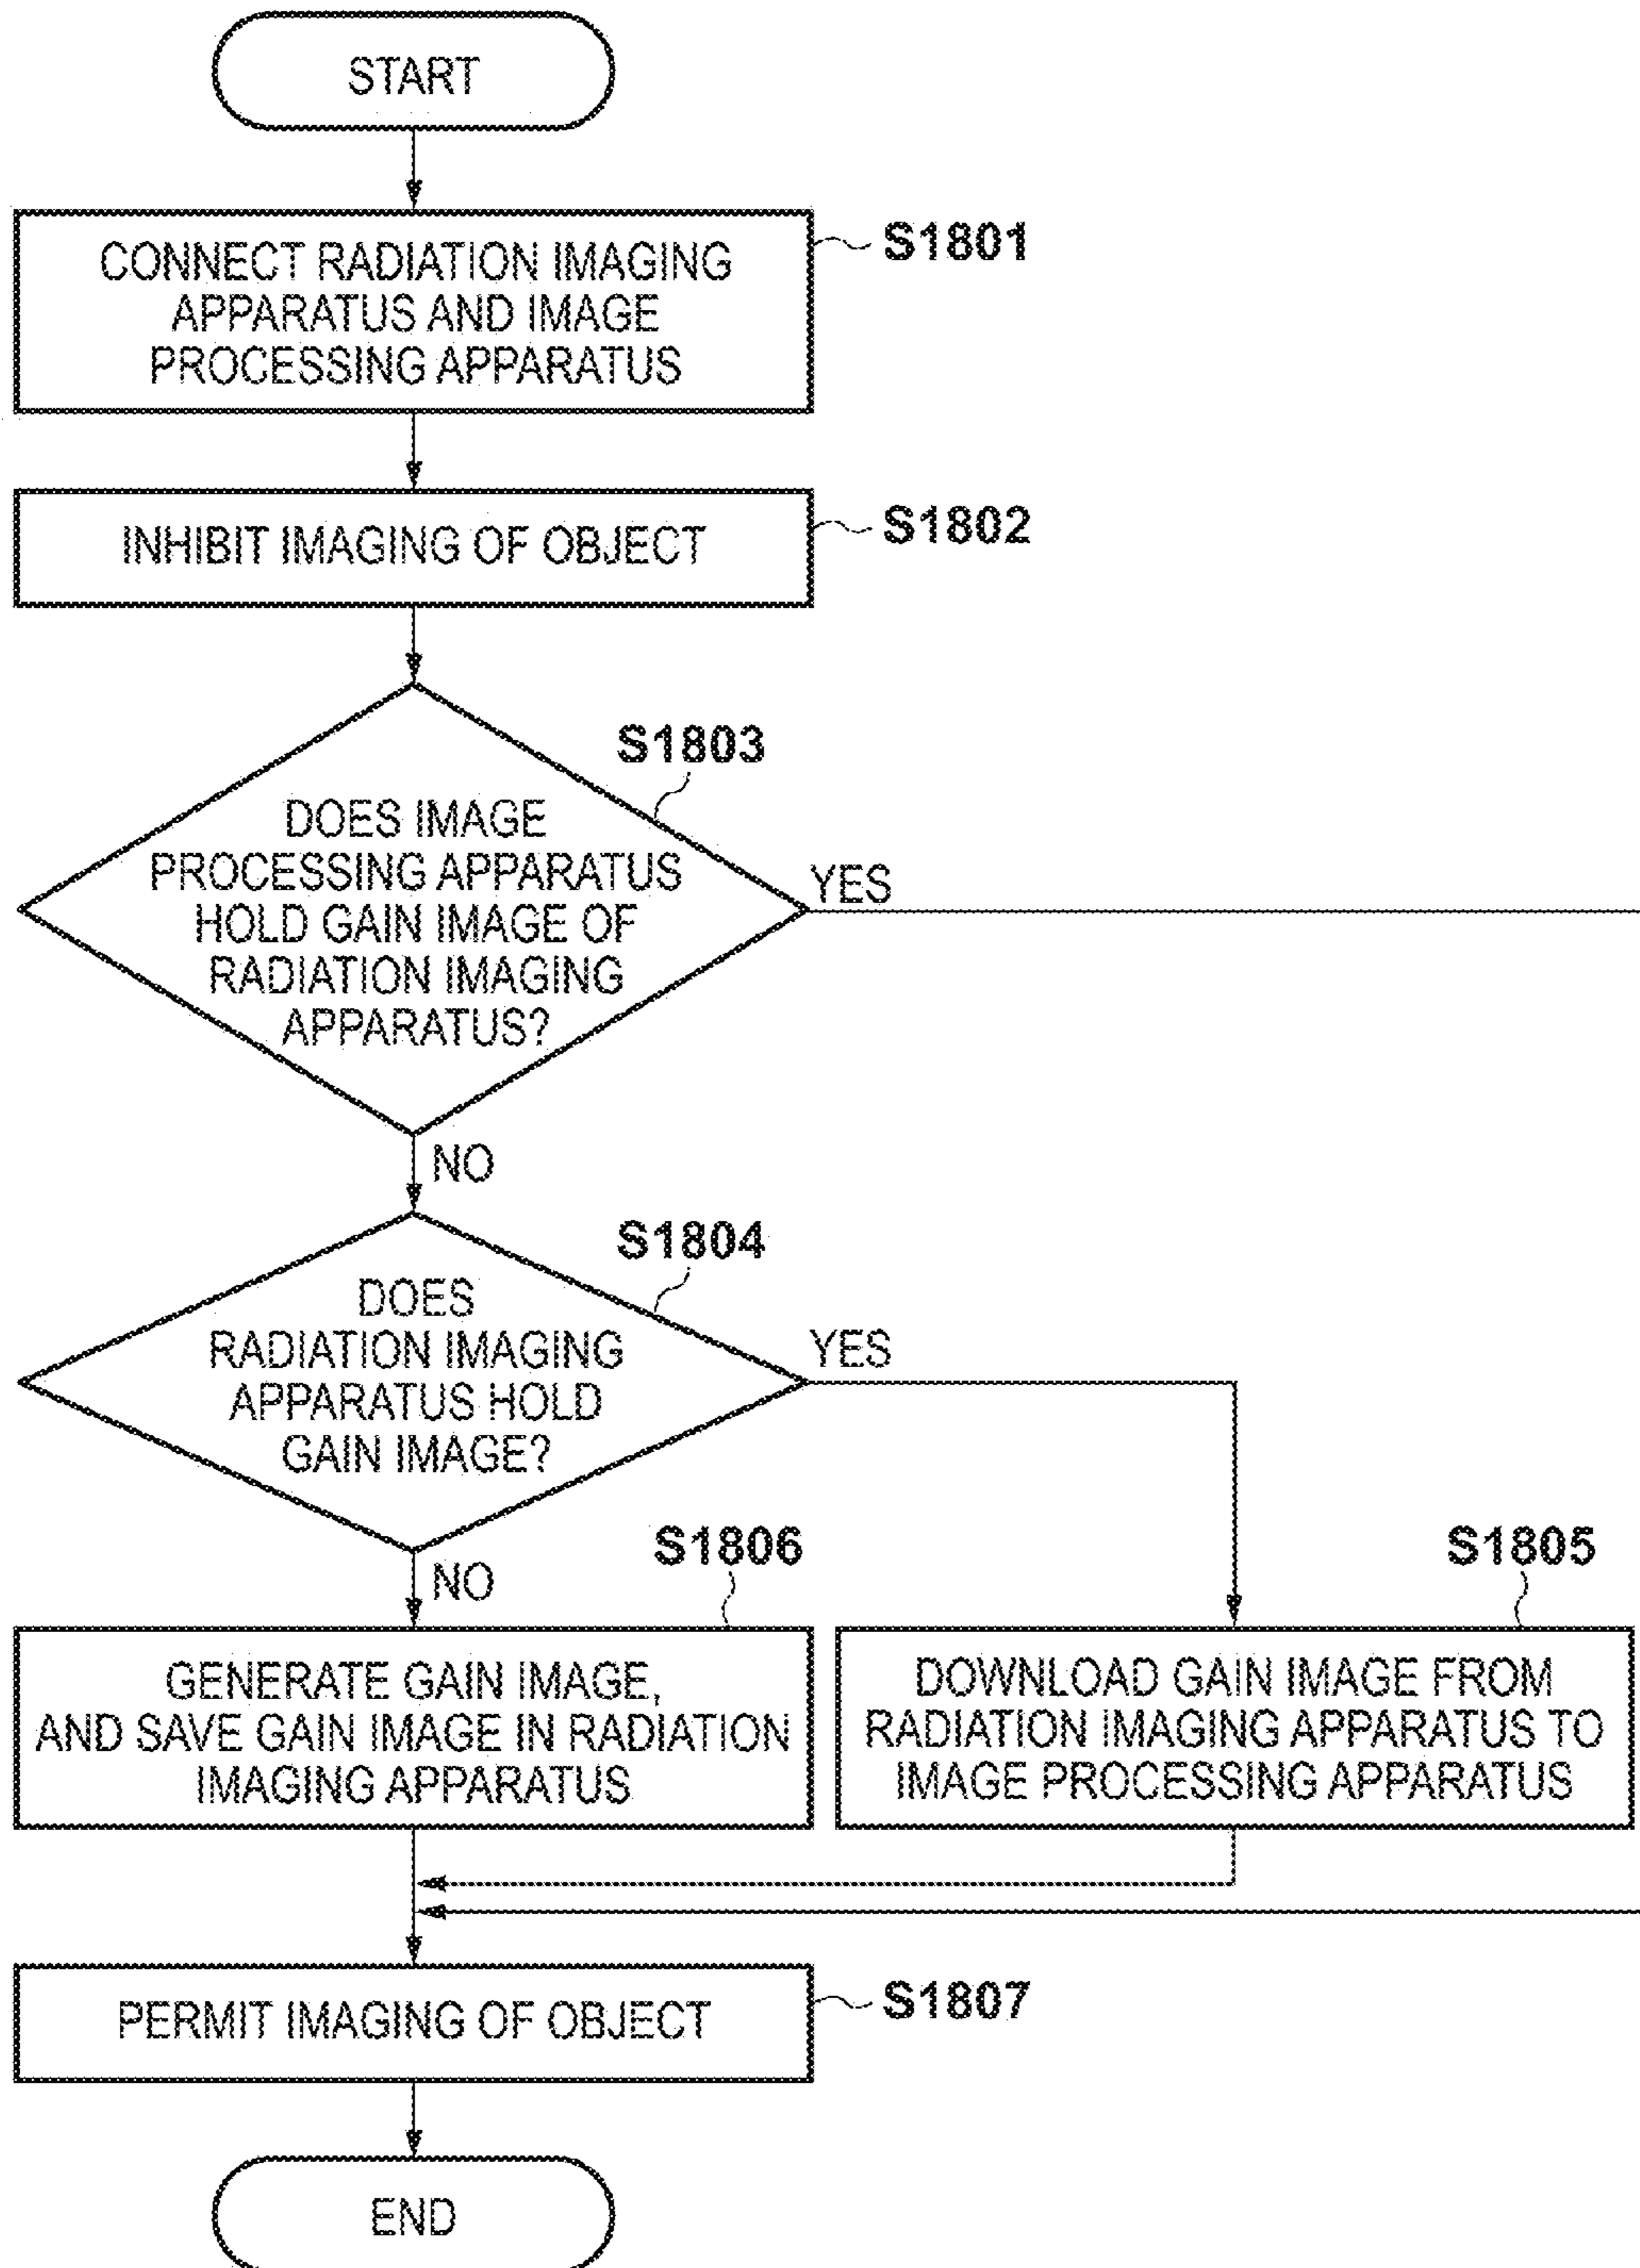 START
CONNECT RADIATION IMAGING
APPARATUS AND IMAGE
PROCESSING APPARATUS
S1801
INHIBIT IMAGING OF OBJECT
S1802
S1803
DOES IMAGE
PROCESSING APPARATUS
HOLD GAIN IMAGE OF
RADIATION IMAGING
APPARATUS?
YES
NO
S1804
DOES
RADIATION IMAGING
APPARATUS HOLD
GAIN IMAGE?
YES
NO
S1806
GENERATE GAIN IMAGE,
AND SAVE GAIN IMAGE IN RADIATION
IMAGING APPARATUS
S1805
DOWNLOAD GAIN IMAGE FROM
RADIATION IMAGING APPARATUS TO
IMAGE PROCESSING APPARATUS
PERMIT IMAGING OF OBJECT
S1807
END